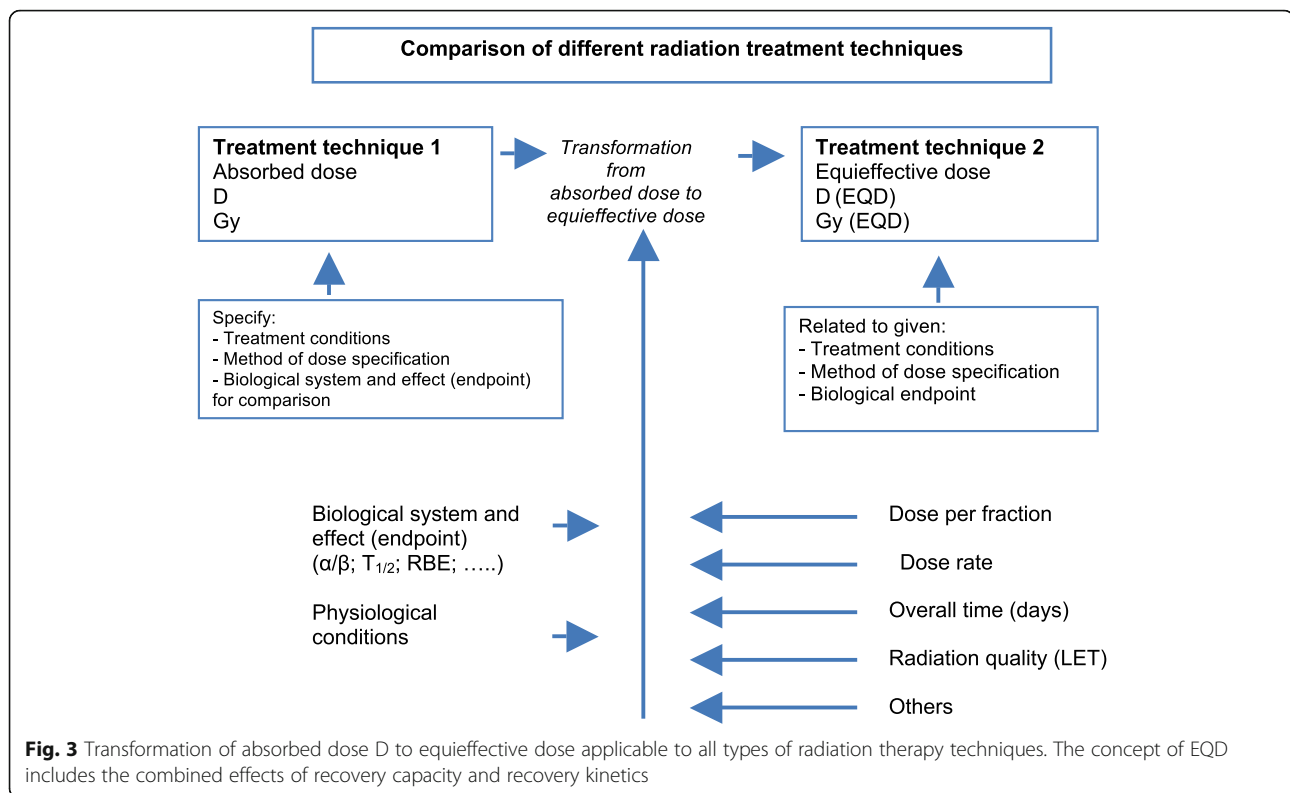 Comparison of different radiation treatment techniques
Treatment technique 1
Absorbed dose
D
Gy
Transformation
from
absorbed dose to
equieffective dose
Treatment technique 2
Equieffective dose
D (EQD)
Gy (EQD)
Specify:
- Treatment conditions
- Method of dose specification
- Biological system and effect (endpoint)
for comparison
Related to given:
- Treatment conditions
- Method of dose specification
- Biological endpoint
Biological system and
effect (endpoint)
(α/β; T1/2; RBE; …..)
Physiological
conditions
Dose per fraction
Dose rate
Overall time (days)
Radiation quality (LET)
Others
Fig. 3 Transformation of absorbed dose D to equieffective dose applicable to all types of radiation therapy techniques. The concept of EQD
includes the combined effects of recovery capacity and recovery kinetics